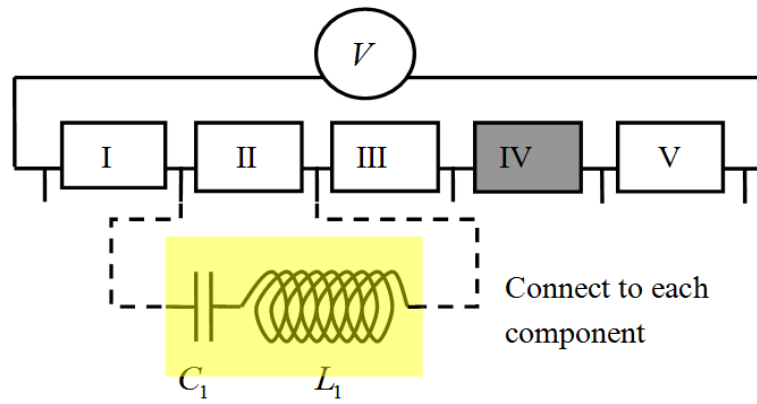 V
I II III IV V
Connect to each
component
C₁ L₁